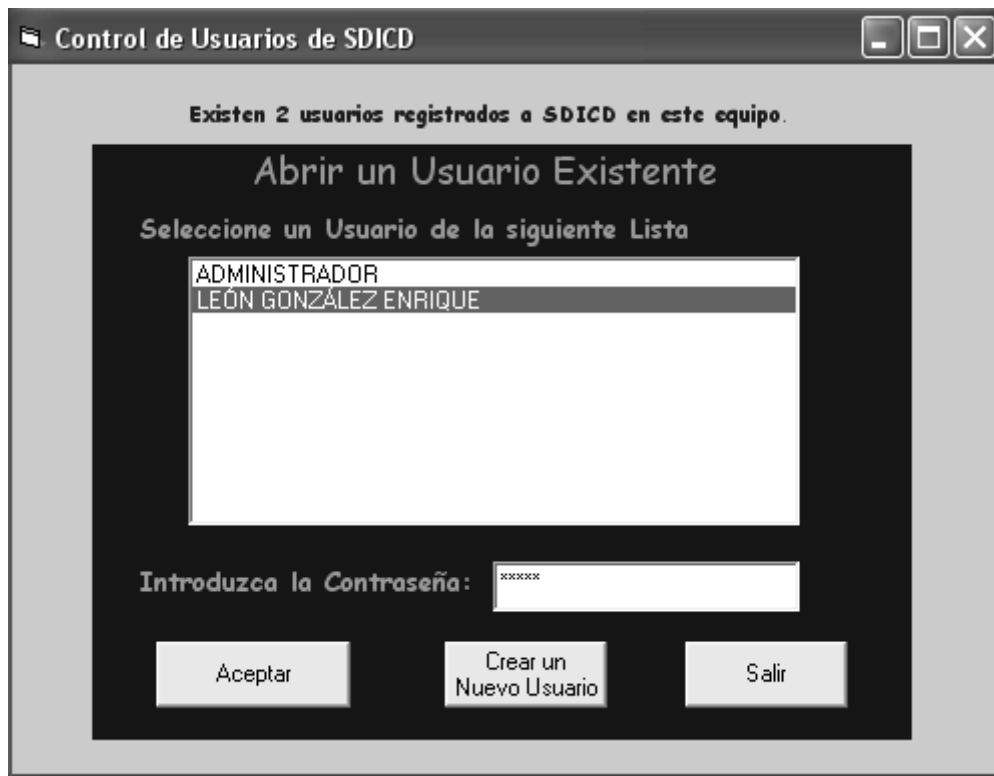 Control de Usuarios de SDICD
Existen 2 usuarios registrados a SDICD en este equipo.
Abrir un Usuario Existente
Seleccione un Usuario de la siguiente Lista
ADMINISTRADOR
LEÓN GONZÁLEZ ENRIQUE
Introduzca la Contraseña: xxxxx
Aceptar
Crear un
Nuevo Usuario
Salir